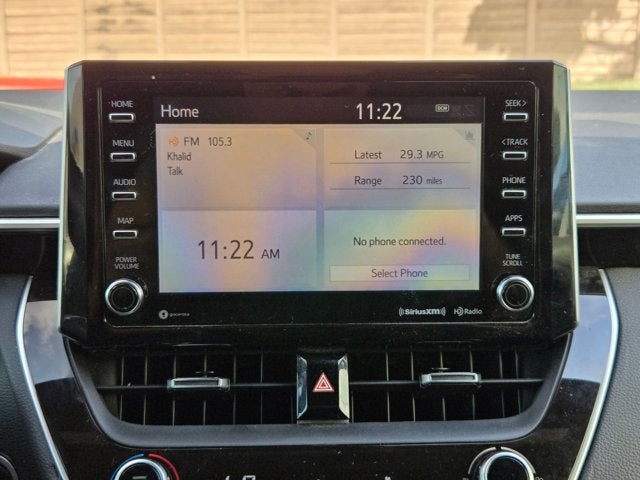 HOME
MENU
AUDIO
MAP
POWER
VOLUME
Home
11:22
DCM
FM 105.3
Khalid
Talk
Latest 29.3 MPG
Range 230 miles
11:22 AM
No phone connected.
Select Phone
SEEK>
<TRACK
PHONE
APPS
TUNE
SCROLL
gracenote
SiriusXM
HD Radio